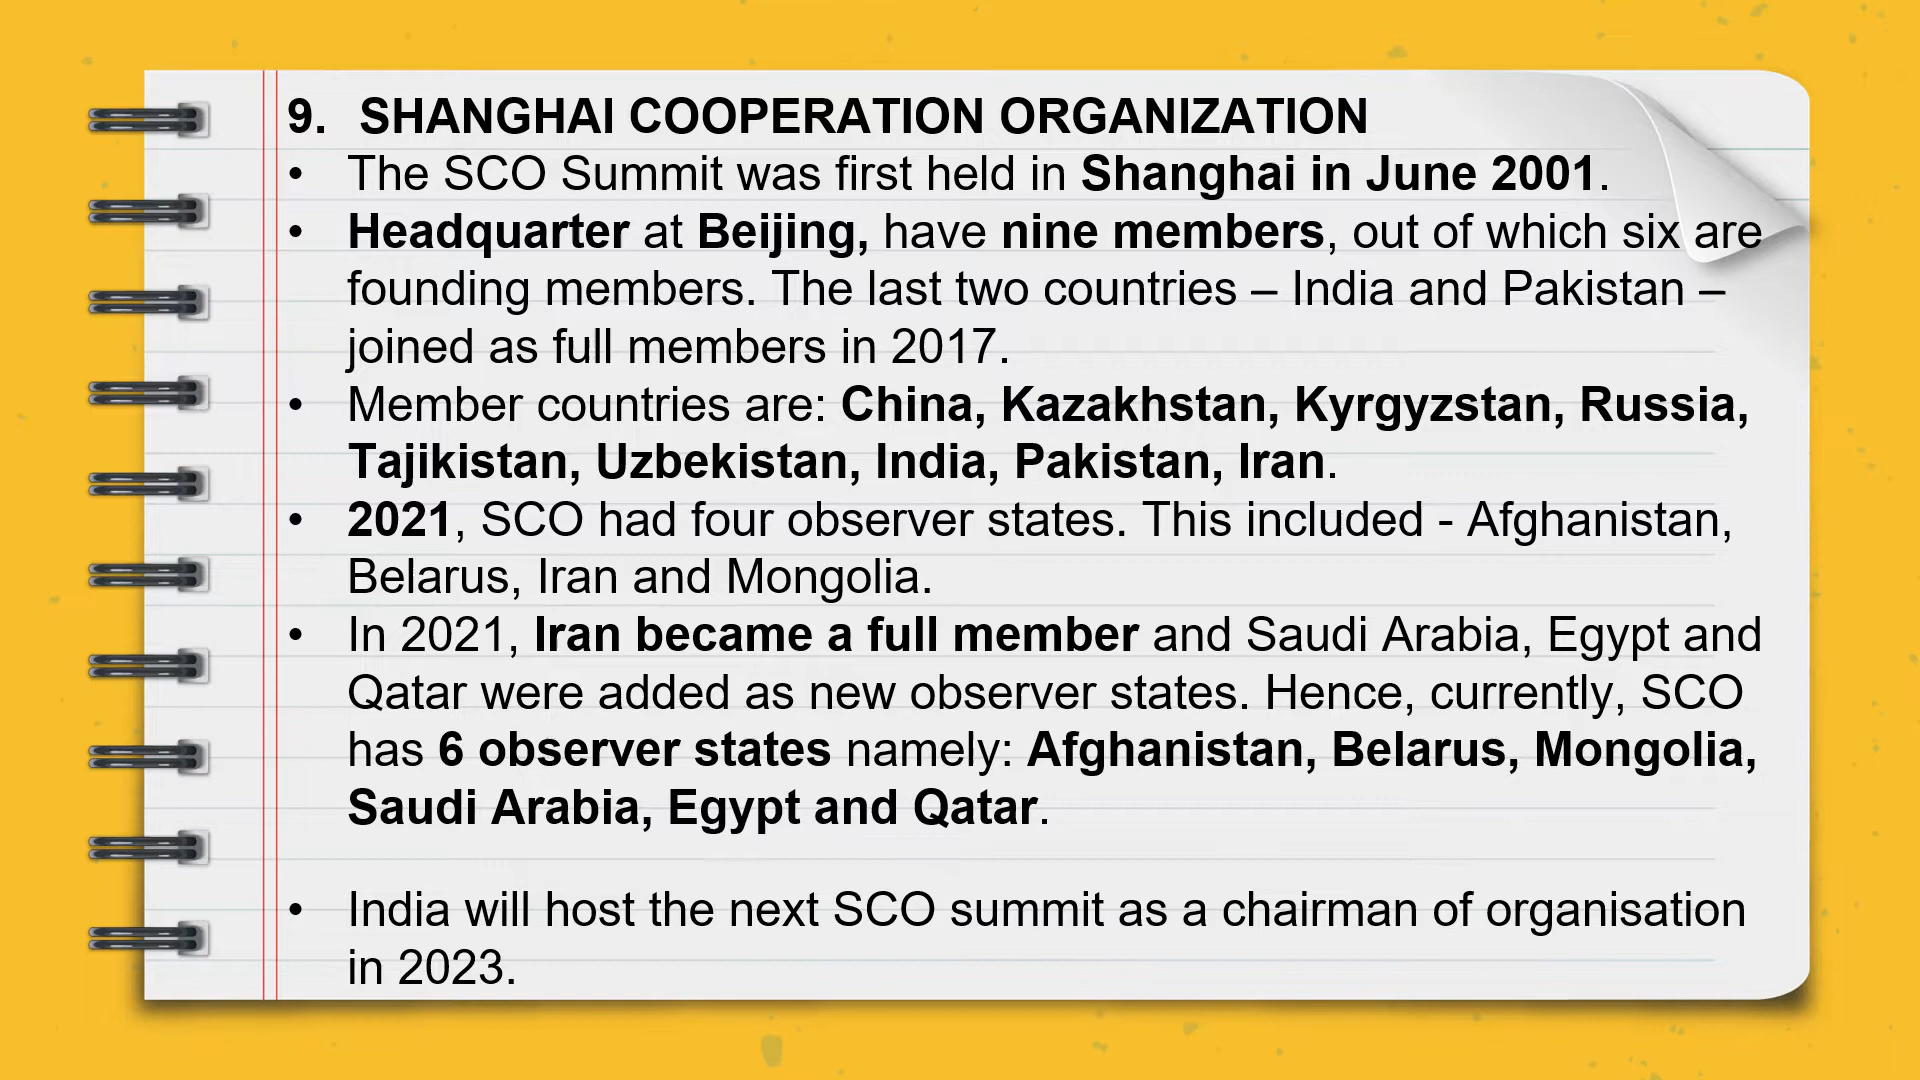 9. SHANGHAI COOPERATION ORGANIZATION
• The SCO Summit was first held in Shanghai in June 2001.
• Headquarter at Beijing, have nine members, out of which six are
founding members. The last two countries – India and Pakistan –
joined as full members in 2017.
• Member countries are: China, Kazakhstan, Kyrgyzstan, Russia,
Tajikistan, Uzbekistan, India, Pakistan, Iran.
• 2021, SCO had four observer states. This included - Afghanistan,
Belarus, Iran and Mongolia.
• In 2021, Iran became a full member and Saudi Arabia, Egypt and
Qatar were added as new observer states. Hence, currently, SCO
has 6 observer states namely: Afghanistan, Belarus, Mongolia,
Saudi Arabia, Egypt and Qatar.
• India will host the next SCO summit as a chairman of organisation
in 2023.